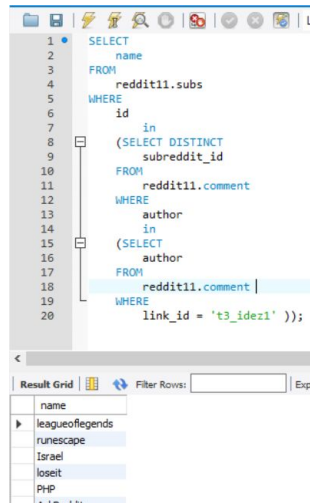 L
1 SELECT
2 name
3 FROM
4 reddit11.subs
5 WHERE
6 id
7 in
8 (SELECT DISTINCT
9 subreddit_id
10 FROM
11 reddit11.comment
12 WHERE
13 author
14 in
15 (SELECT
16 author
17 FROM
18 reddit11.comment
19 WHERE
20 link_id = 't3_idez1' ));
Result Grid Filter Rows: Exp
name
leagueoflegends
runescape
Israel
loseit
PHP